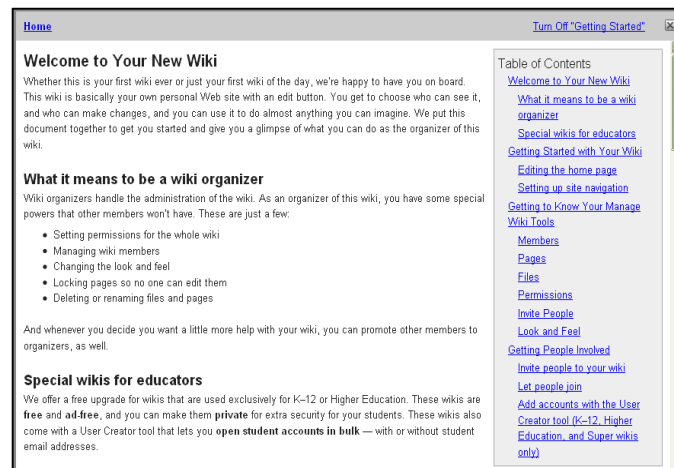 Home
Turn Off "Getting Started"
Welcome to Your New Wiki
Whether this is your first wiki ever or just your first wiki of the day, we're happy to have you on board.
This wiki is basically your own personal Web site with an edit button. You get to choose who can see it,
and who can make changes, and you can use it to do almost anything you can imagine. We put this
document together to get you started and give you a glimpse of what you can do as the organizer of this
wiki.
What it means to be a wiki organizer
Wiki organizers handle the administration of the wiki. As an organizer of this wiki, you have some special
powers that other members won't have. These are just a few:
• Setting permissions for the whole wiki
• Managing wiki members
• Changing the look and feel
• Locking pages so no one can edit them
• Deleting or renaming files and pages
And whenever you decide you want a little more help with your wiki, you can promote other members to
organizers, as well.
Special wikis for educators
We offer a free upgrade for wikis that are used exclusively for K–12 or Higher Education. These wikis are
free and ad-free, and you can make them private for extra security for your students. These wikis also
come with a User Creator tool that lets you open student accounts in bulk — with or without student
email addresses.
Table of Contents
Welcome to Your New Wiki
What it means to be a wiki
organizer
Special wikis for educators
Getting Started with Your Wiki
Editing the home page
Setting up site navigation
Getting to Know Your Manage
Wiki Tools
Members
Pages
Files
Permissions
Invite People
Look and Feel
Getting People Involved
Invite people to your wiki
Let people join
Add accounts with the User
Creator tool (K–12, Higher
Education, and Super wikis
only)